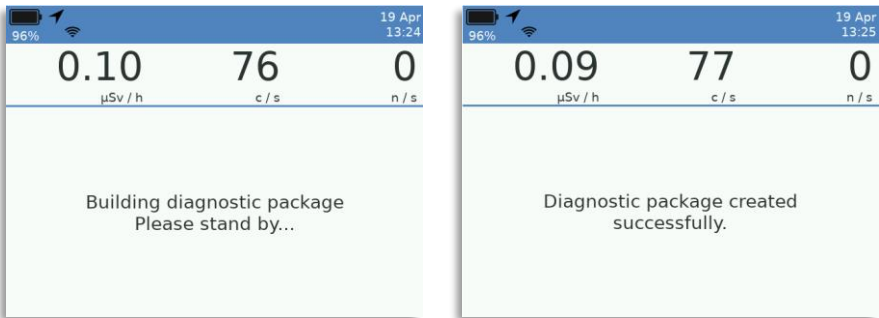 96%
19 Apr
13:24
0.10 76 0
µSv / h c / s n / s
Building diagnostic package
Please stand by...
96%
19 Apr
13:25
0.09 77 0
µSv / h c / s n / s
Diagnostic package created
successfully.